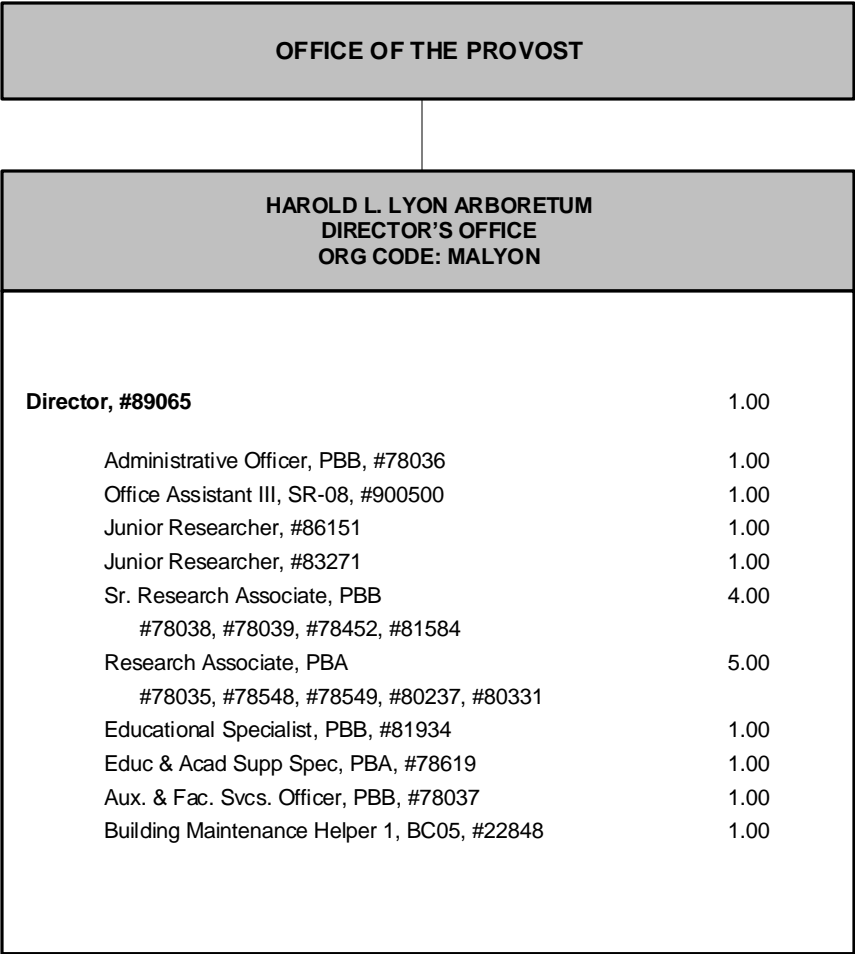 OFFICE OF THE PROVOST
HAROLD L. LYON ARBORETUM
DIRECTOR'S OFFICE
ORG CODE: MALYON
Director, #89065 1.00
Administrative Officer, PBB, #78036 1.00
Office Assistant III, SR-08, #900500 1.00
Junior Researcher, #86151 1.00
Junior Researcher, #83271 1.00
Sr. Research Associate, PBB 4.00
#78038, #78039, #78452, #81584
Research Associate, PBA 5.00
#78035, #78548, #78549, #80237, #80331
Educational Specialist, PBB, #81934 1.00
Educ & Acad Supp Spec, PBA, #78619 1.00
Aux. & Fac. Svcs. Officer, PBB, #78037 1.00
Building Maintenance Helper 1, BC05, #22848 1.00